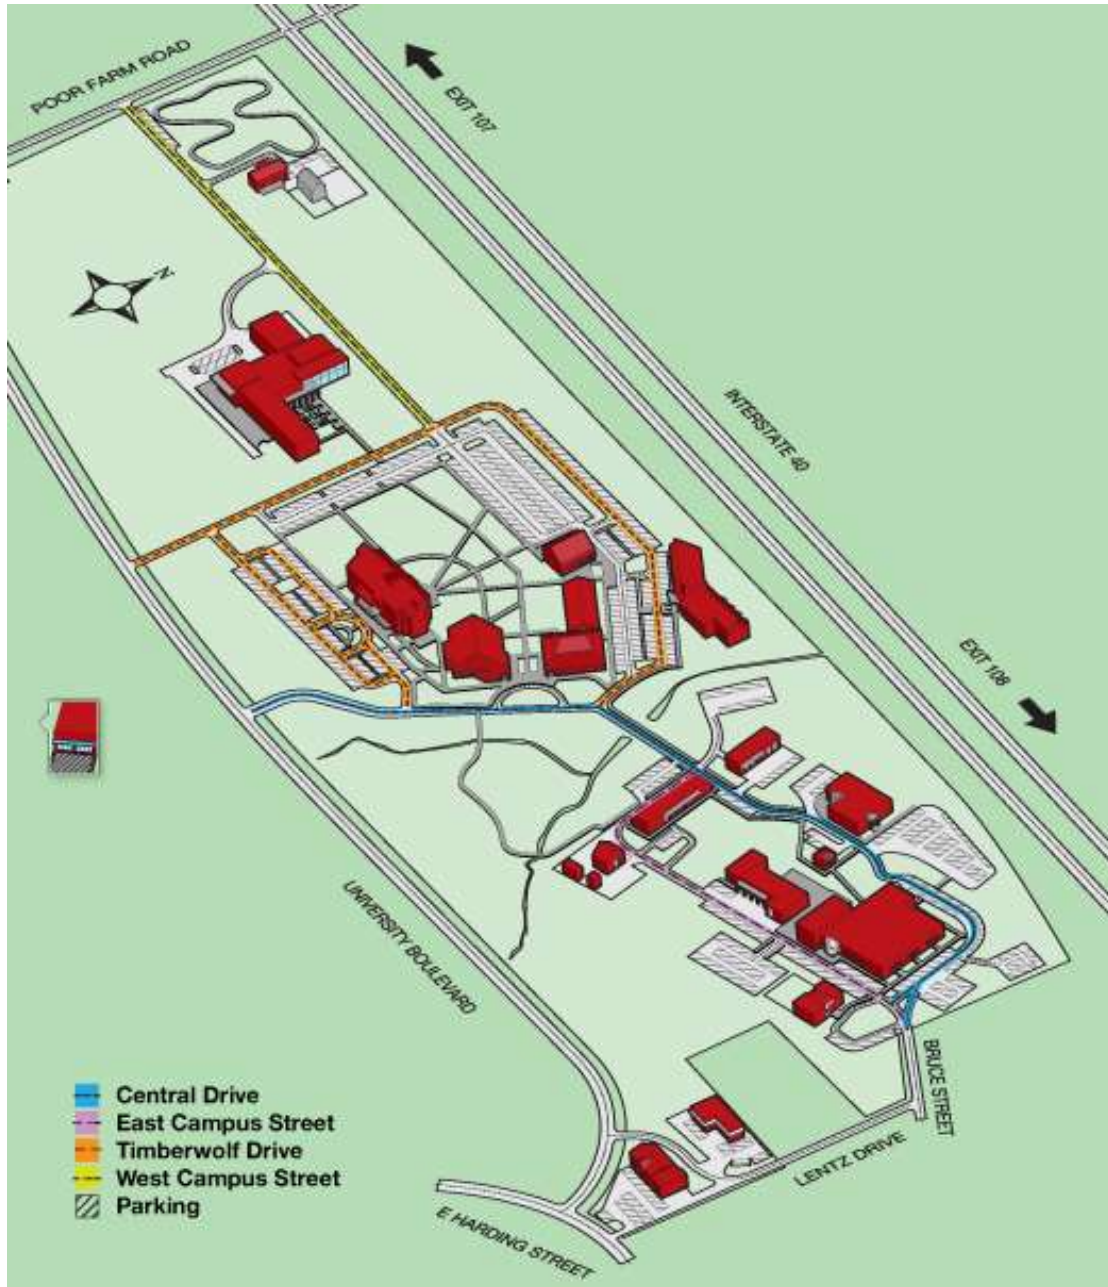 POOR FARM ROAD
EXIT 107
N
INTERSTATE 40
EXIT 108
UNIVERSITY BOULEVARD
BRUCE STREET
LENTZ DRIVE
E HARDING STREET
Central Drive
East Campus Street
Timberwolf Drive
West Campus Street
Parking